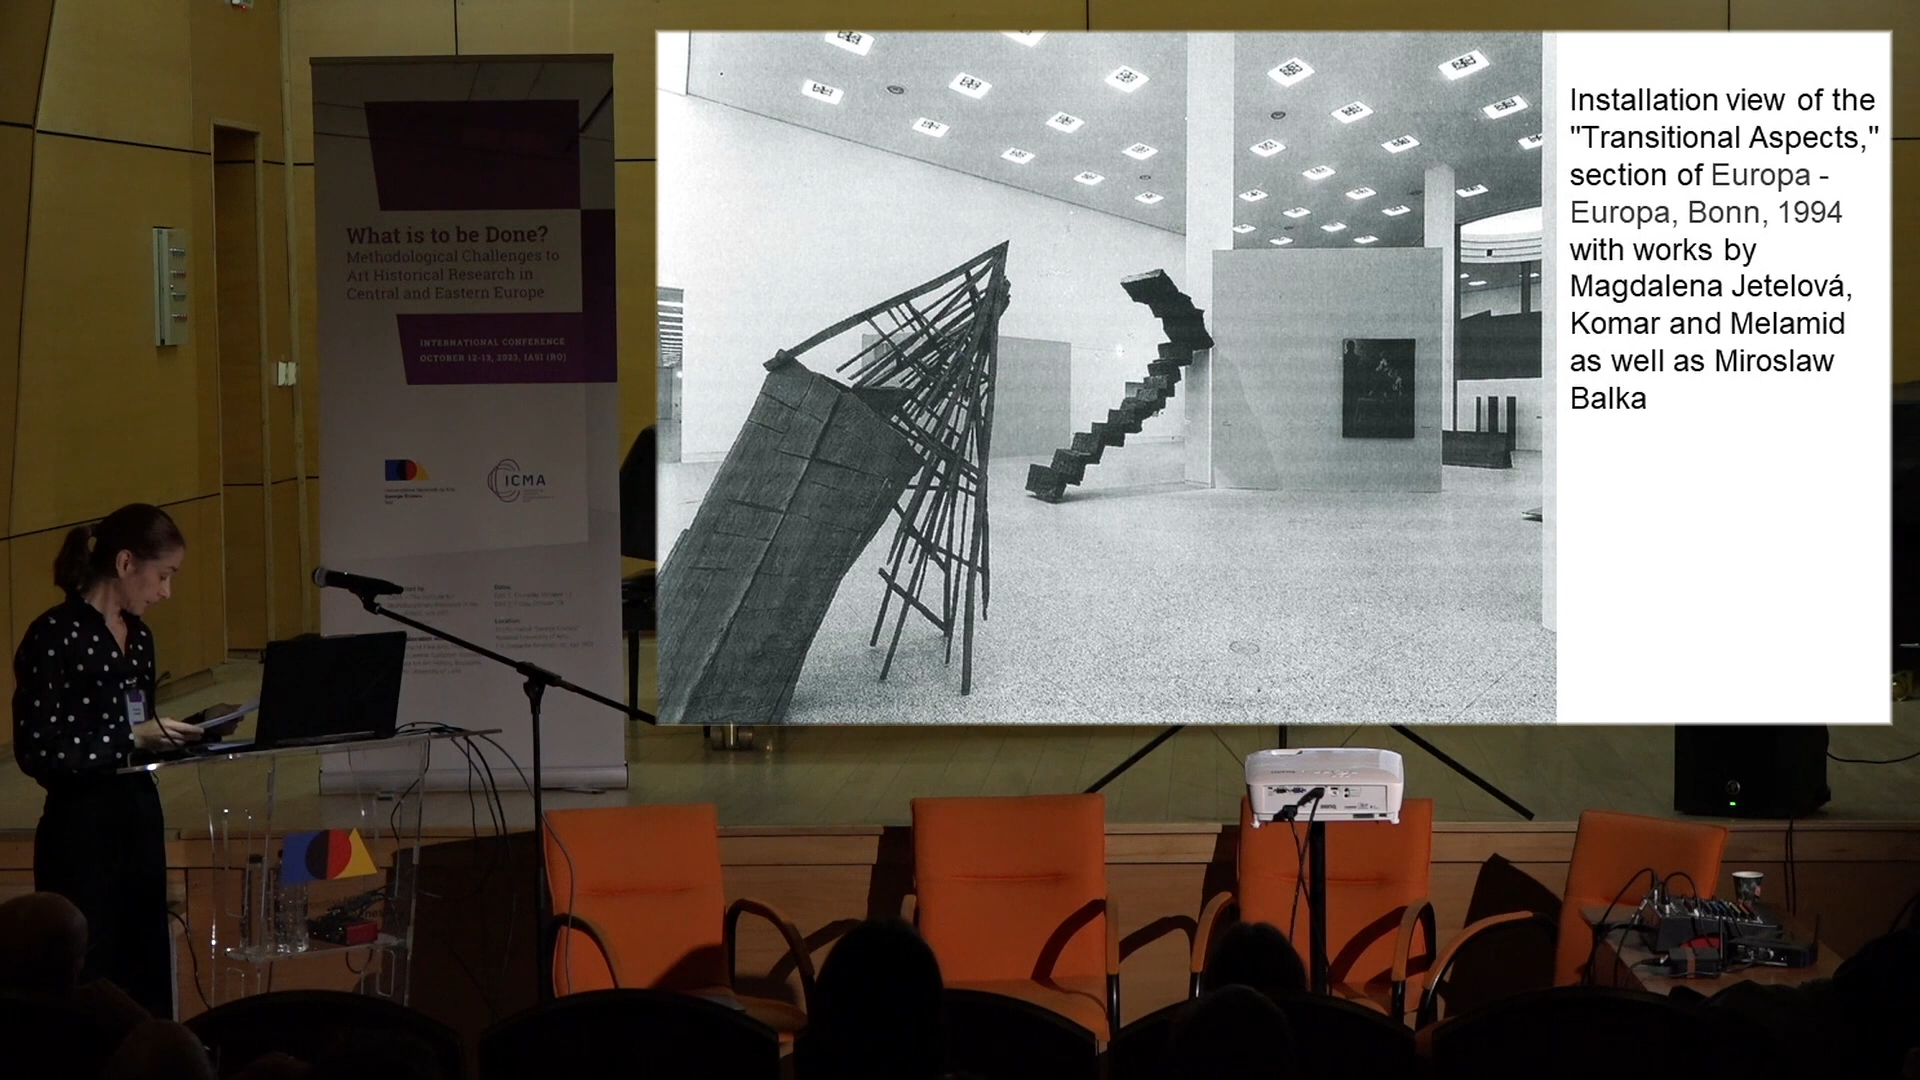 What is to be Done?
Methodological Challenges to
Art Historical Research in
Central and Eastern Europe
INTERNATIONAL CONFERENCE
OCTOBER 12-13, 2023, IAȘI (RO)
ICMA
Installation view of the
"Transitional Aspects,"
section of Europa -
Europa, Bonn, 1994
with works by
Magdalena Jetelová,
Komar and Melamid
as well as Miroslaw
Balka